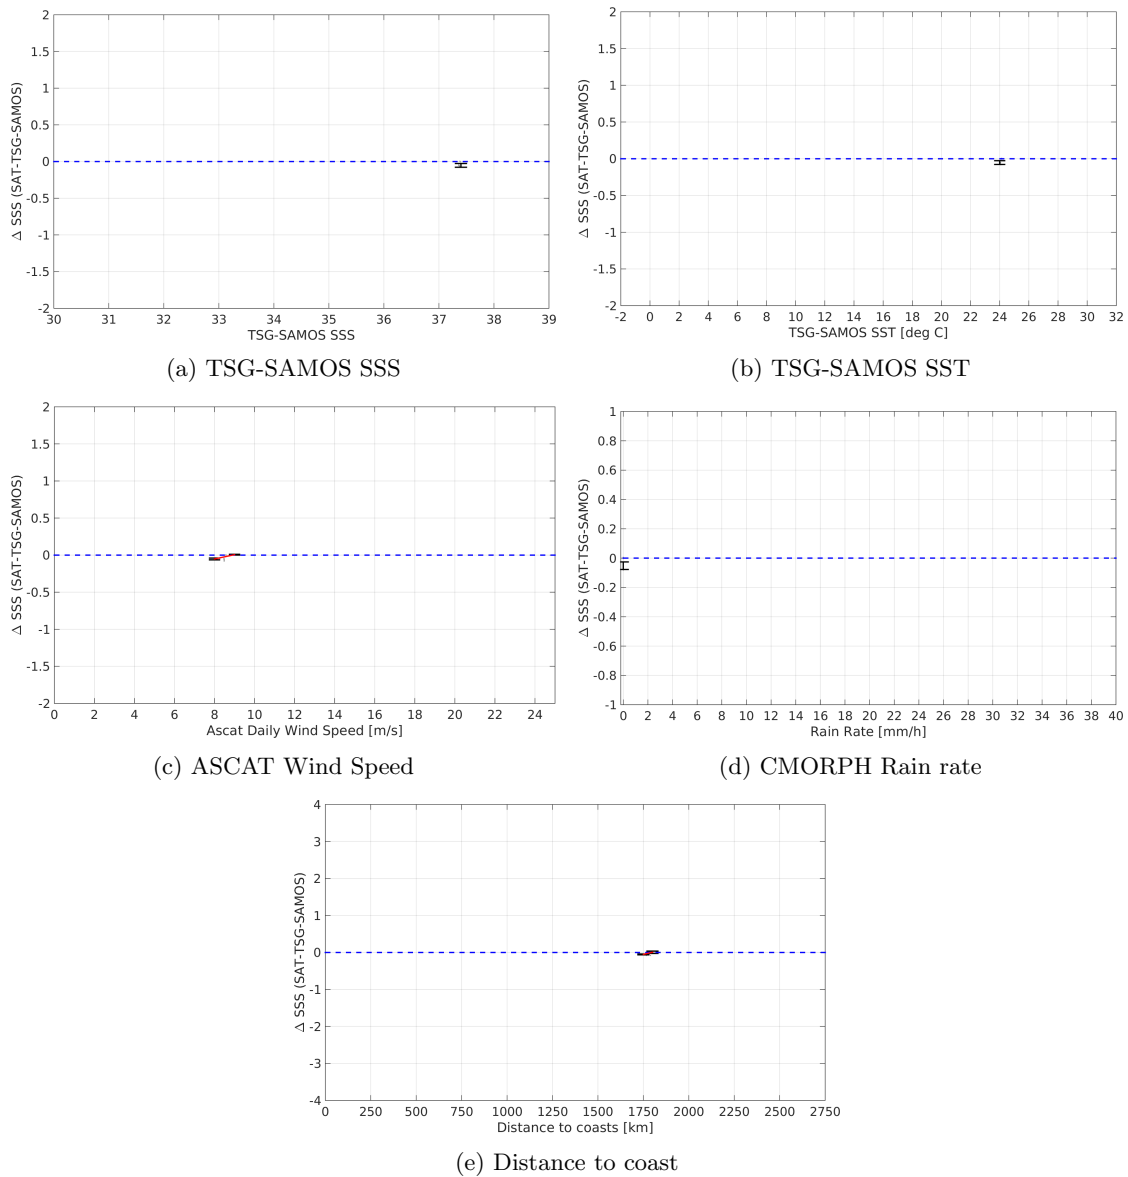 2
1.5
1
0.5
0
-0.5
-1
-1.5
-2
Δ SSS (SAT-TSG-SAMOS)
30 31 32 33 34 35 36 37 38 39
TSG-SAMOS SSS
(a) TSG-SAMOS SSS
2
1.5
1
0.5
0
-0.5
-1
-1.5
-2
Δ SSS (SAT-TSG-SAMOS)
-2 0 2 4 6 8 10 12 14 16 18 20 22 24 26 28 30 32
TSG-SAMOS SST [deg C]
(b) TSG-SAMOS SST
2
1.5
1
0.5
0
-0.5
-1
-1.5
-2
Δ SSS (SAT-TSG-SAMOS)
0 2 4 6 8 10 12 14 16 18 20 22 24
Ascat Daily Wind Speed [m/s]
(c) ASCAT Wind Speed
1
0.8
0.6
0.4
0.2
0
-0.2
-0.4
-0.6
-0.8
-1
Δ SSS (SAT-TSG-SAMOS)
0 2 4 6 8 10 12 14 16 18 20 22 24 26 28 30 32 34 36 38 40
Rain Rate [mm/h]
(d) CMORPH Rain rate
4
3
2
1
0
-1
-2
-3
-4
Δ SSS (SAT-TSG-SAMOS)
0 250 500 750 1000 1250 1500 1750 2000 2250 2500 2750
Distance to coasts [km]
(e) Distance to coast